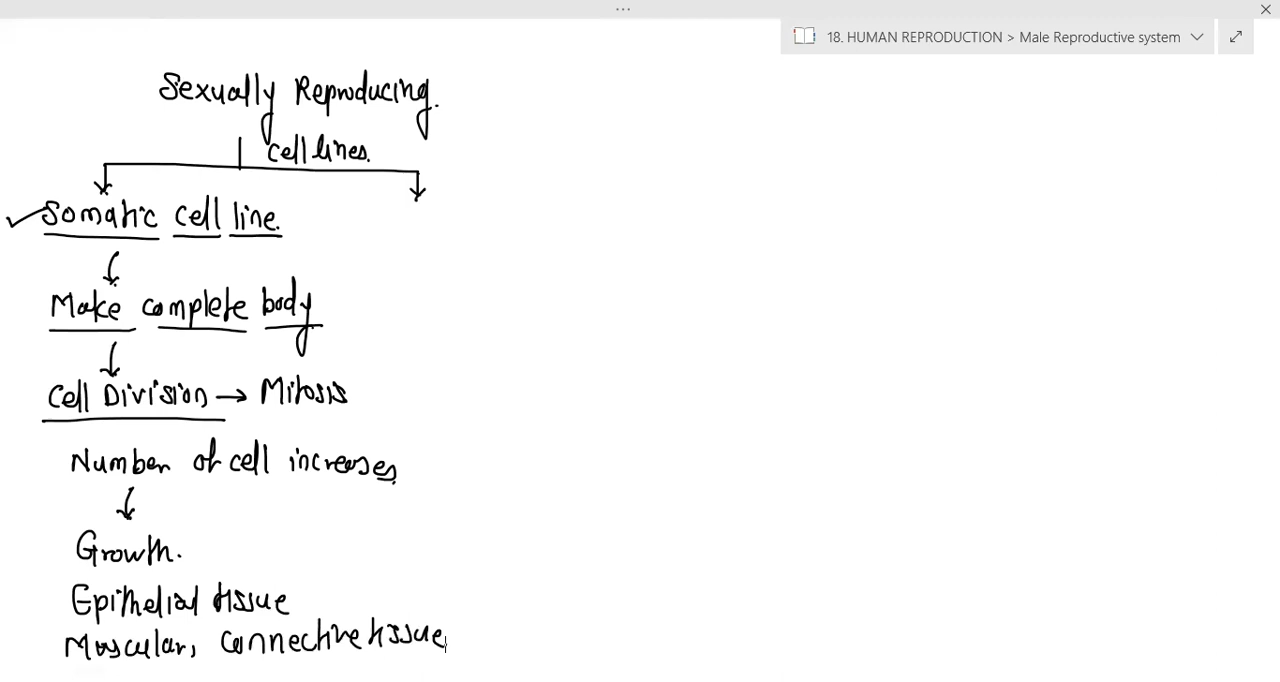 ...
18. HUMAN REPRODUCTION > Male Reproductive system
Sexually Reproducing.
cell lines.
Somatic cell line.
Make complete body
Cell Division → Mitosis
Number of cell increases.
Growth.
Epithelial tissue
Muscular, connective tissue